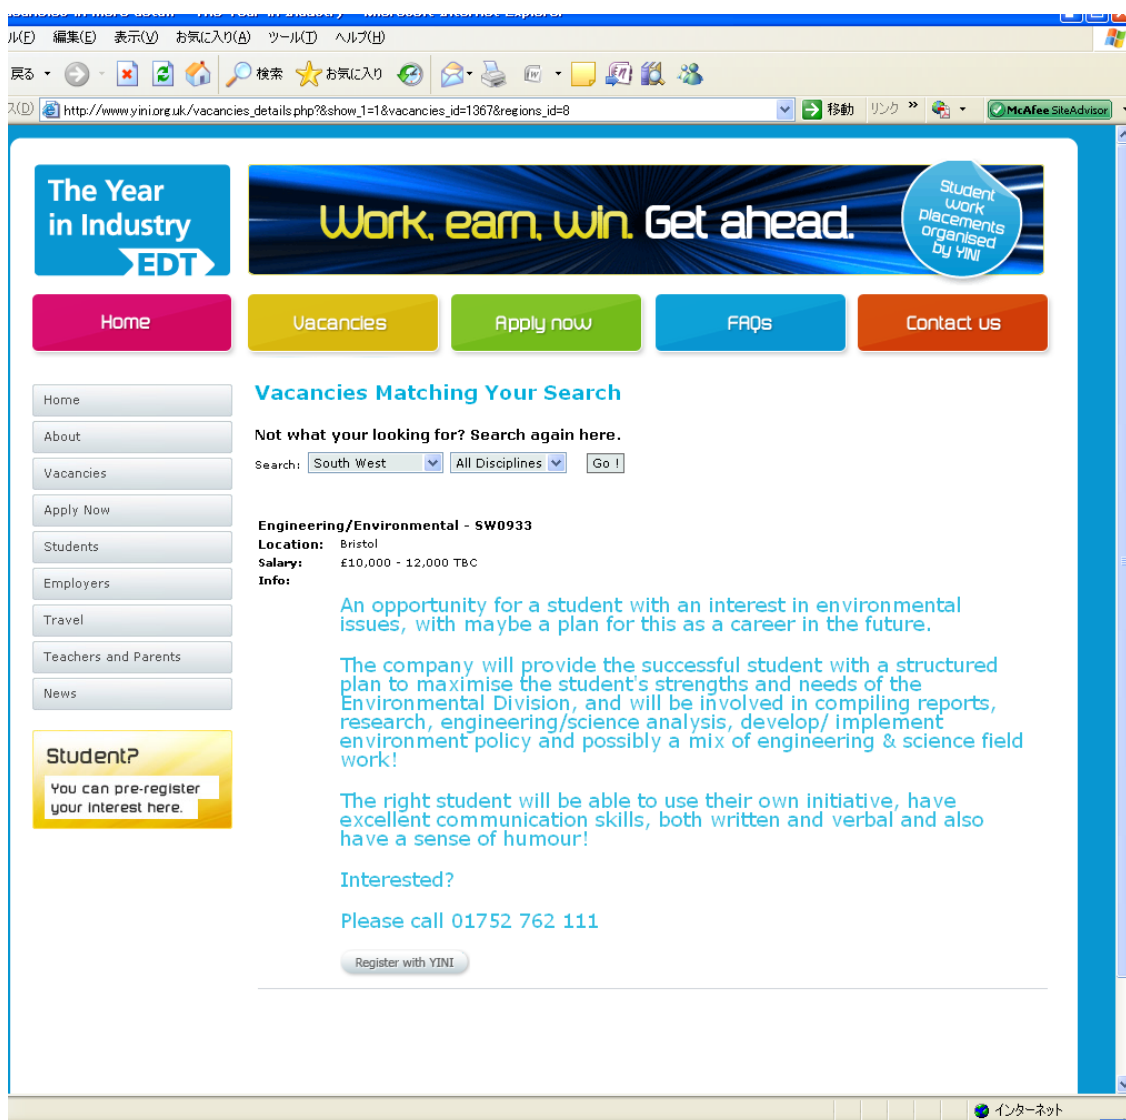 ル(F) 編集(E) 表示(V) お気に入り(A) ツール(T) ヘルプ(H)
戻る 検索 お気に入り
ス(D) http://www.yini.org.uk/vacancies_details.php?&show_1=1&vacancies_id=1367&regions_id=8 移動 リンク » McAfee SiteAdvisor
The Year
in Industry
EDT
Work, earn, win. Get ahead.
Student
work
placements
organised
by YINI
Home Vacancies Apply now FAQs Contact us
Home
About
Vacancies
Apply Now
Students
Employers
Travel
Teachers and Parents
News
Student?
You can pre-register
your interest here.
Vacancies Matching Your Search
Not what your looking for? Search again here.
Search: South West All Disciplines Go !
Engineering/Environmental - SW0933
Location: Bristol
Salary: £10,000 - 12,000 TBC
Info:
An opportunity for a student with an interest in environmental
issues, with maybe a plan for this as a career in the future.
The company will provide the successful student with a structured
plan to maximise the student's strengths and needs of the
Environmental Division, and will be involved in compiling reports,
research, engineering/science analysis, develop/ implement
environment policy and possibly a mix of engineering & science field
work!
The right student will be able to use their own initiative, have
excellent communication skills, both written and verbal and also
have a sense of humour!
Interested?
Please call 01752 762 111
Register with YINI
インターネット